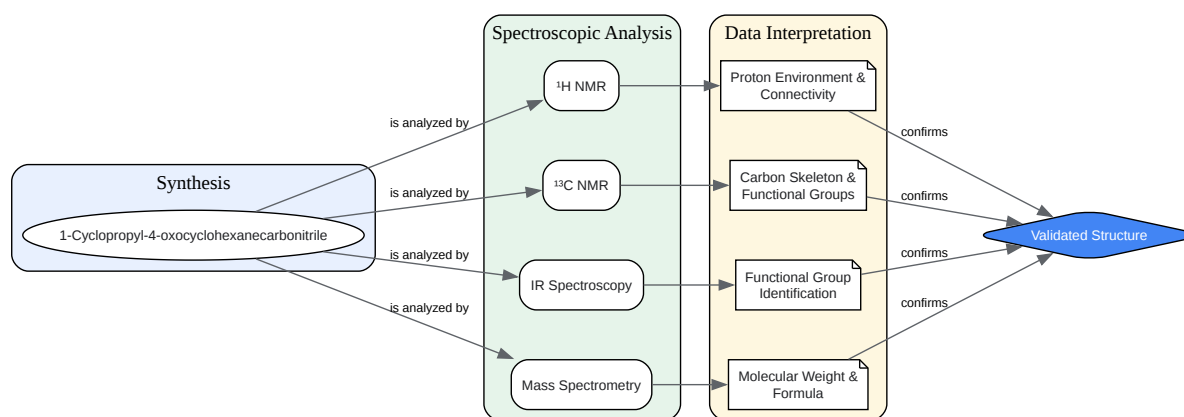 Synthesis
1-Cyclopropyl-4-oxocyclohexanecarbonitrile
is analyzed by
is analyzed by
is analyzed by
is analyzed by
Spectroscopic Analysis
¹H NMR
¹³C NMR
IR Spectroscopy
Mass Spectrometry
Data Interpretation
Proton Environment &
Connectivity
Carbon Skeleton &
Functional Groups
Functional Group
Identification
Molecular Weight &
Formula
confirms
confirms
confirms
confirms
Validated Structure